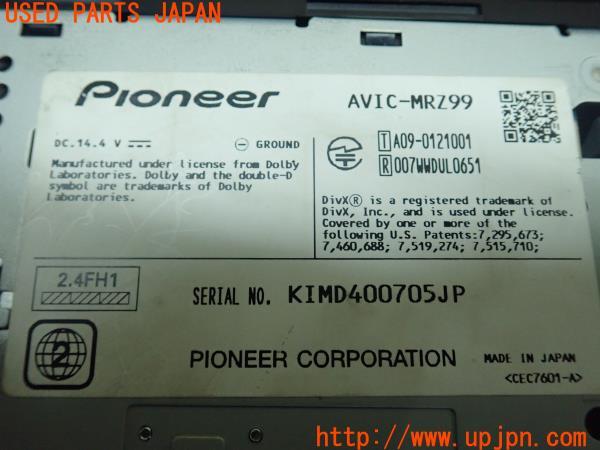 USED PARTS JAPAN
Pioneer
AVIC-MRZ99
DC.14.4 V
GROUND
T A09-0121001
R 007WWDUL0651
Manufactured under license from Dolby
Laboratories. Dolby and the double-D
symbol are trademarks of Dolby
Laboratories.
DivX® is a registered trademark of
DivX, Inc., and is used under license.
Covered by one or more of the
following U.S. Patents:7,295,673;
7,460,688; 7,519,274; 7,515,710;
2.4FH1
SERIAL NO. KIMD400705JP
2
PIONEER CORPORATION
MADE IN JAPAN
<CEC7601-A>
UPJ http://www.upjpn.com